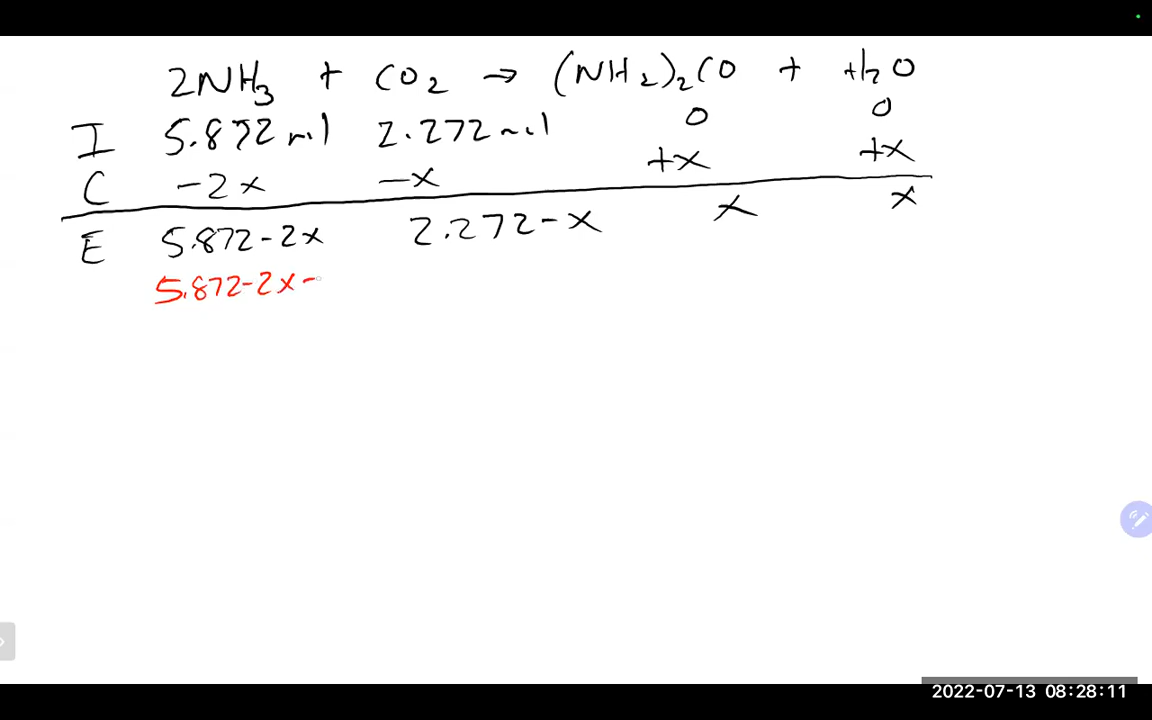 2NH₃ + CO₂ → (NH₂)₂CO + H₂O
I 5.872 mol 2.272 mol 0 0
C -2x -x +x +x
E 5.872-2x 2.272-x x x
5.872-2x=
2022-07-13 08:28:11